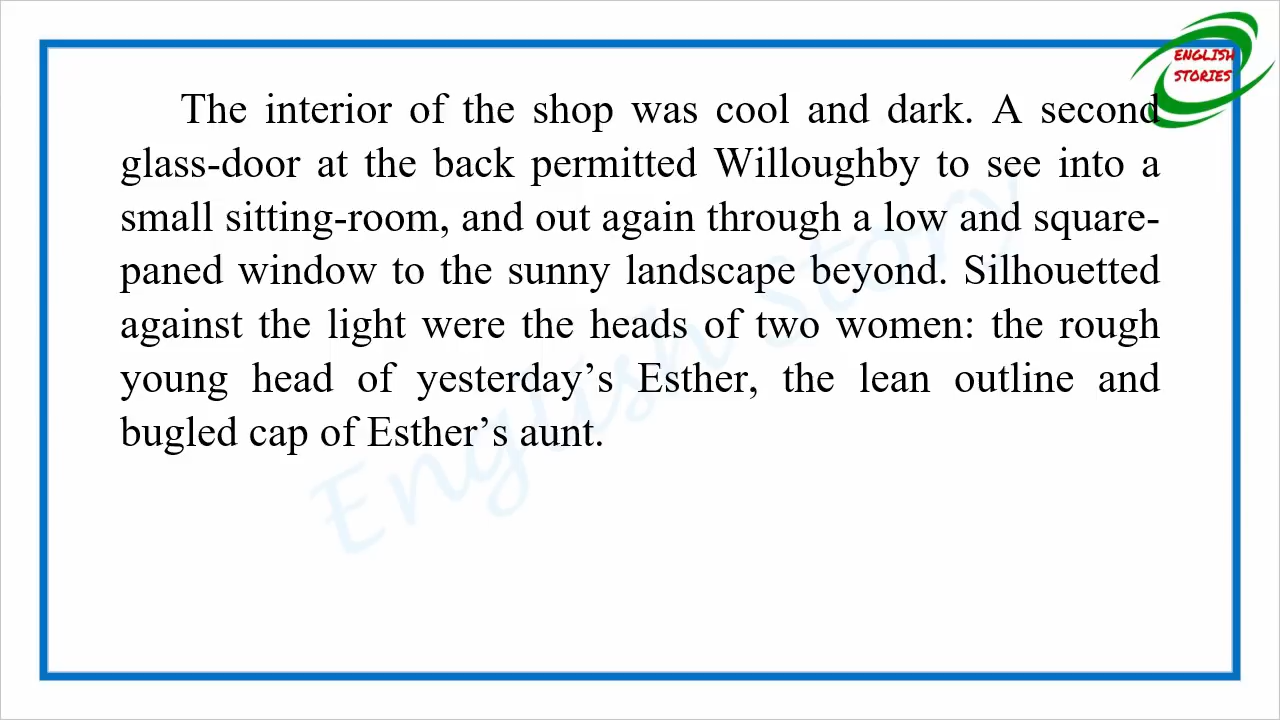 ENGLISH
STORIES
The interior of the shop was cool and dark. A second
glass-door at the back permitted Willoughby to see into a
small sitting-room, and out again through a low and square-
paned window to the sunny landscape beyond. Silhouetted
against the light were the heads of two women: the rough
young head of yesterday’s Esther, the lean outline and
bugled cap of Esther’s aunt.
English Story